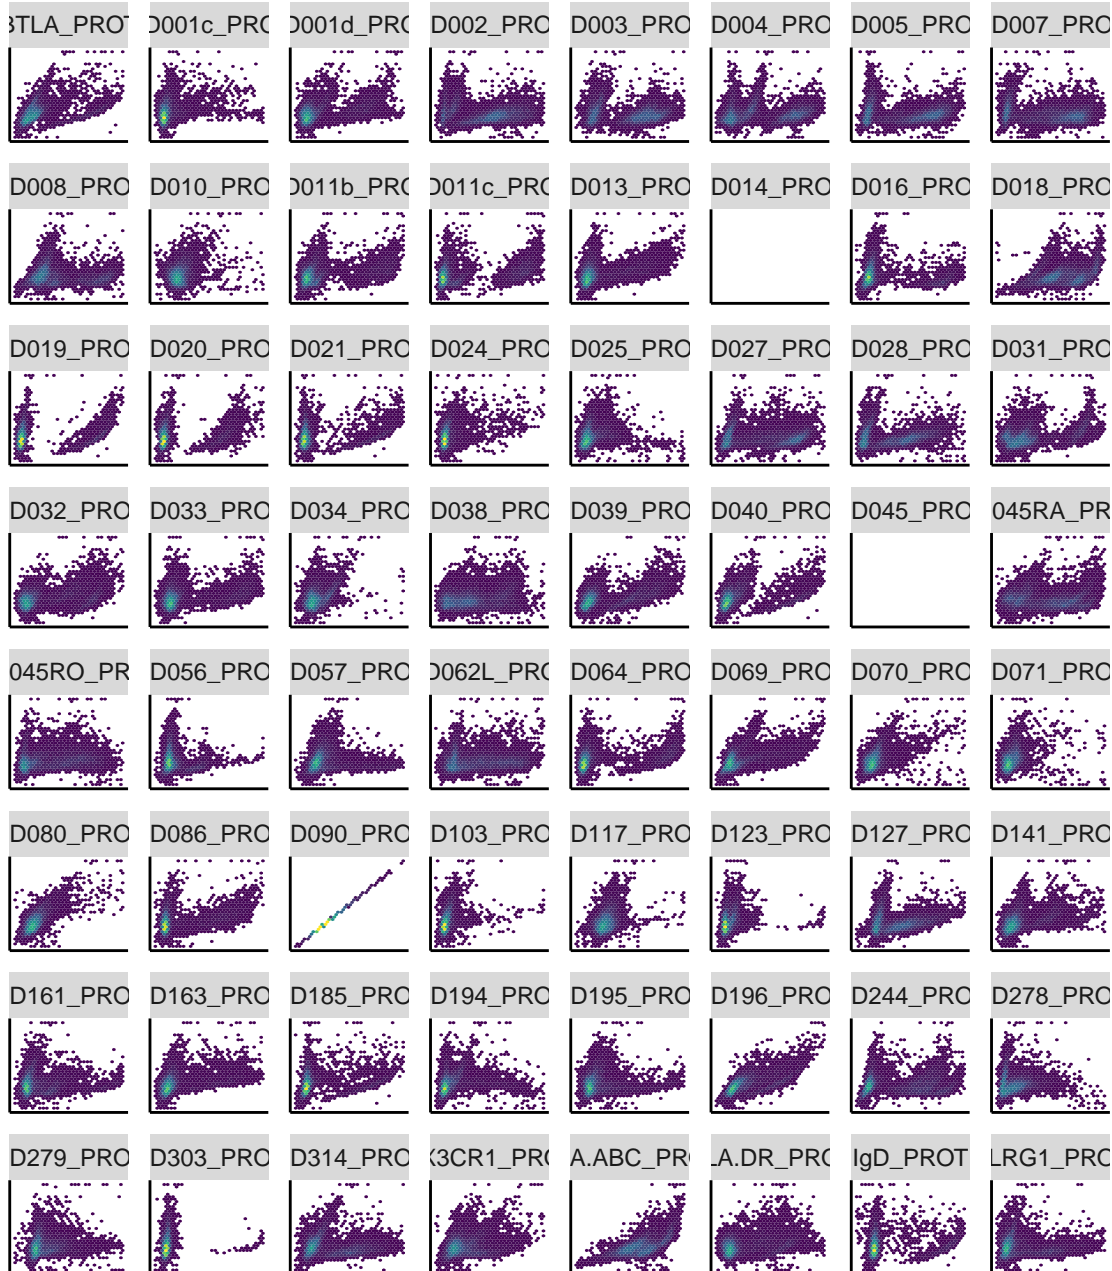 BTLA_PROT D001c_PRO D001d_PRO D002_PRO D003_PRO D004_PRO D005_PRO D007_PRO
D008_PRO D010_PRO D011b_PRO D011c_PRO D013_PRO D014_PRO D016_PRO D018_PRO
D019_PRO D020_PRO D021_PRO D024_PRO D025_PRO D027_PRO D028_PRO D031_PRO
D032_PRO D033_PRO D034_PRO D038_PRO D039_PRO D040_PRO D045_PRO 045RA_PR
045RO_PR D056_PRO D057_PRO D062L_PRO D064_PRO D069_PRO D070_PRO D071_PRO
D080_PRO D086_PRO D090_PRO D103_PRO D117_PRO D123_PRO D127_PRO D141_PRO
D161_PRO D163_PRO D185_PRO D194_PRO D195_PRO D196_PRO D244_PRO D278_PRO
D279_PRO D303_PRO D314_PRO X3CR1_PRO A.ABC_PR LA.DR_PRO IgD_PROT LRG1_PRO